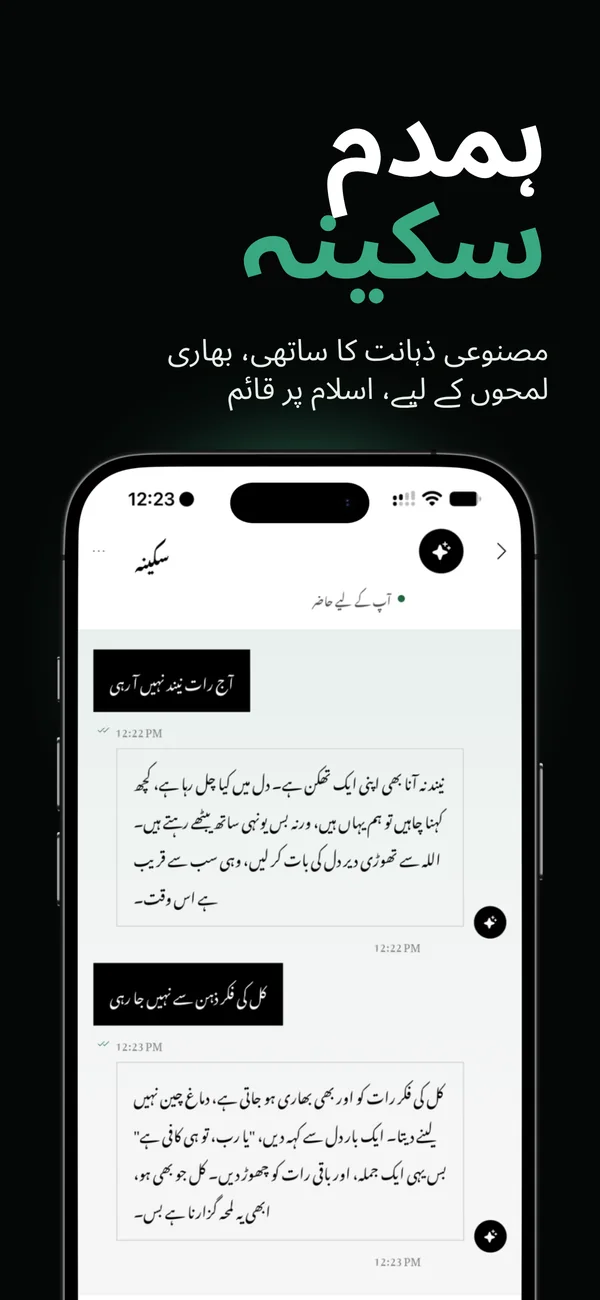 ہمدم
سکینہ
مصنوعی ذہانت کا ساتھی، بھاری
لمحوں کے لیے، اسلام پر قائم
12:23
سکینہ
آپ کے لیے حاضر
آج رات نیند نہیں آ رہی
12:22 PM
نیند نہ آنا بھی اپنی ایک تھکن ہے۔ دل میں کیا چل رہا ہے، کچھ
کہنا چاہیں تو ہم یہاں ہیں، ورنہ بس یونہی ساتھ بیٹھے رہتے ہیں۔
اللہ سے تھوڑی دیر دل کی بات کر لیں، وہی سب سے قریب
ہے اس وقت۔
12:22 PM
کل کی فکر ذہن سے نہیں جا رہی
12:23 PM
کل کی فکر رات کو اور بھی بھاری ہو جاتی ہے، دماغ چین نہیں
لینے دیتا۔ ایک بار دل سے کہہ دیں، "یا رب، تو ہی کافی ہے"
بس یہی ایک جملہ، اور باقی رات کو چھوڑ دیں۔ کل جو بھی ہو،
ابھی یہ لمحہ گزارنا ہے بس۔
12:23 PM